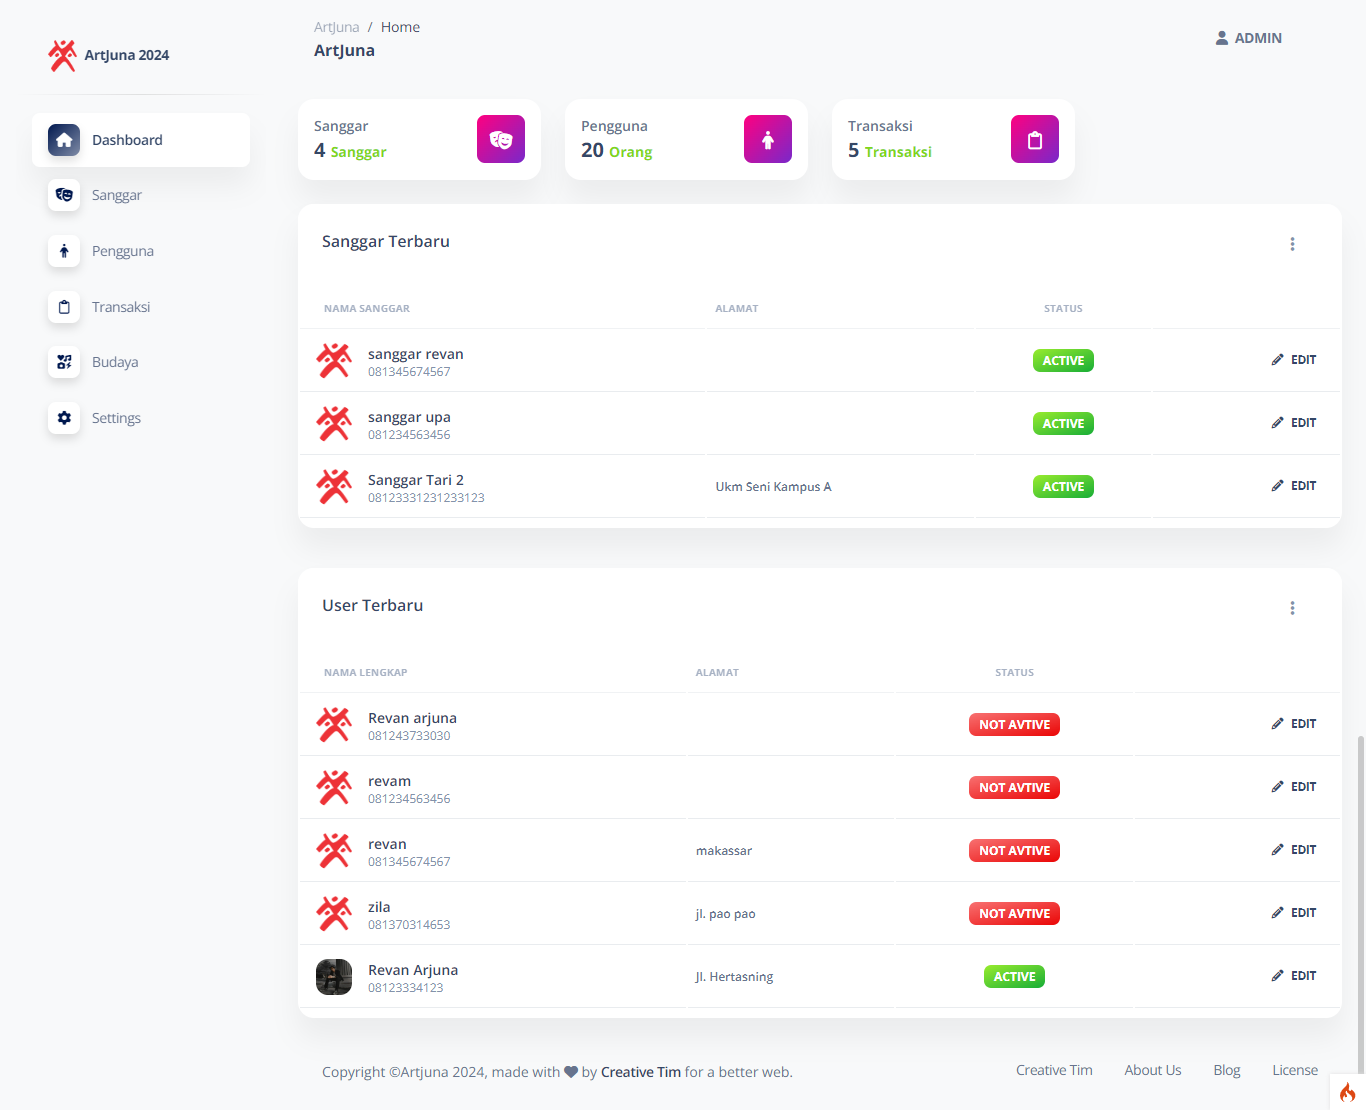 ArtJuna 2024
Dashboard
Sanggar
Pengguna
Transaksi
Budaya
Settings
ArtJuna / Home
ArtJuna
ADMIN
Sanggar
4 Sanggar
Pengguna
20 Orang
Transaksi
5 Transaksi
Sanggar Terbaru
NAMA SANGGAR ALAMAT STATUS
sanggar revan
081345674567
ACTIVE EDIT
sanggar upa
081234563456
ACTIVE EDIT
Sanggar Tari 2
08123331231233123
Ukm Seni Kampus A ACTIVE EDIT
User Terbaru
NAMA LENGKAP ALAMAT STATUS
Revan arjuna
081243733030
NOT AVTIVE EDIT
revam
081234563456
NOT AVTIVE EDIT
revan
081345674567
makassar NOT AVTIVE EDIT
zila
081370314653
jl. pao pao NOT AVTIVE EDIT
Revan Arjuna
08123334123
Jl. Hertasning ACTIVE EDIT
Copyright ©Artjuna 2024, made with by Creative Tim for a better web.
Creative Tim About Us Blog License